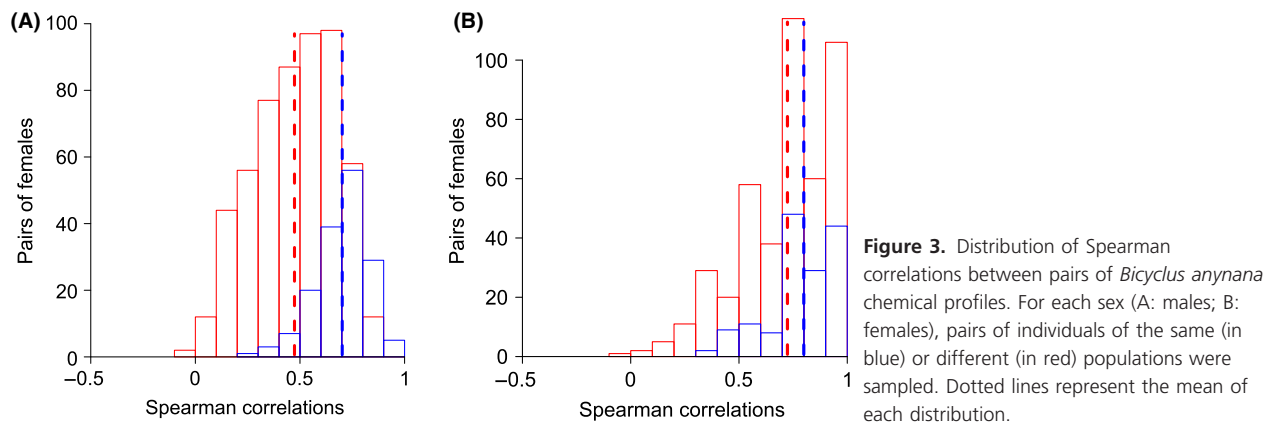 (A)
100
80
60
40
20
0
Pairs of females
–0.5 0 0.5 1
Spearman correlations
(B)
100
80
60
40
20
0
Pairs of females
–0.5 0 0.5 1
Spearman correlations
Figure 3. Distribution of Spearman
correlations between pairs of Bicyclus anynana
chemical profiles. For each sex (A: males; B:
females), pairs of individuals of the same (in
blue) or different (in red) populations were
sampled. Dotted lines represent the mean of
each distribution.